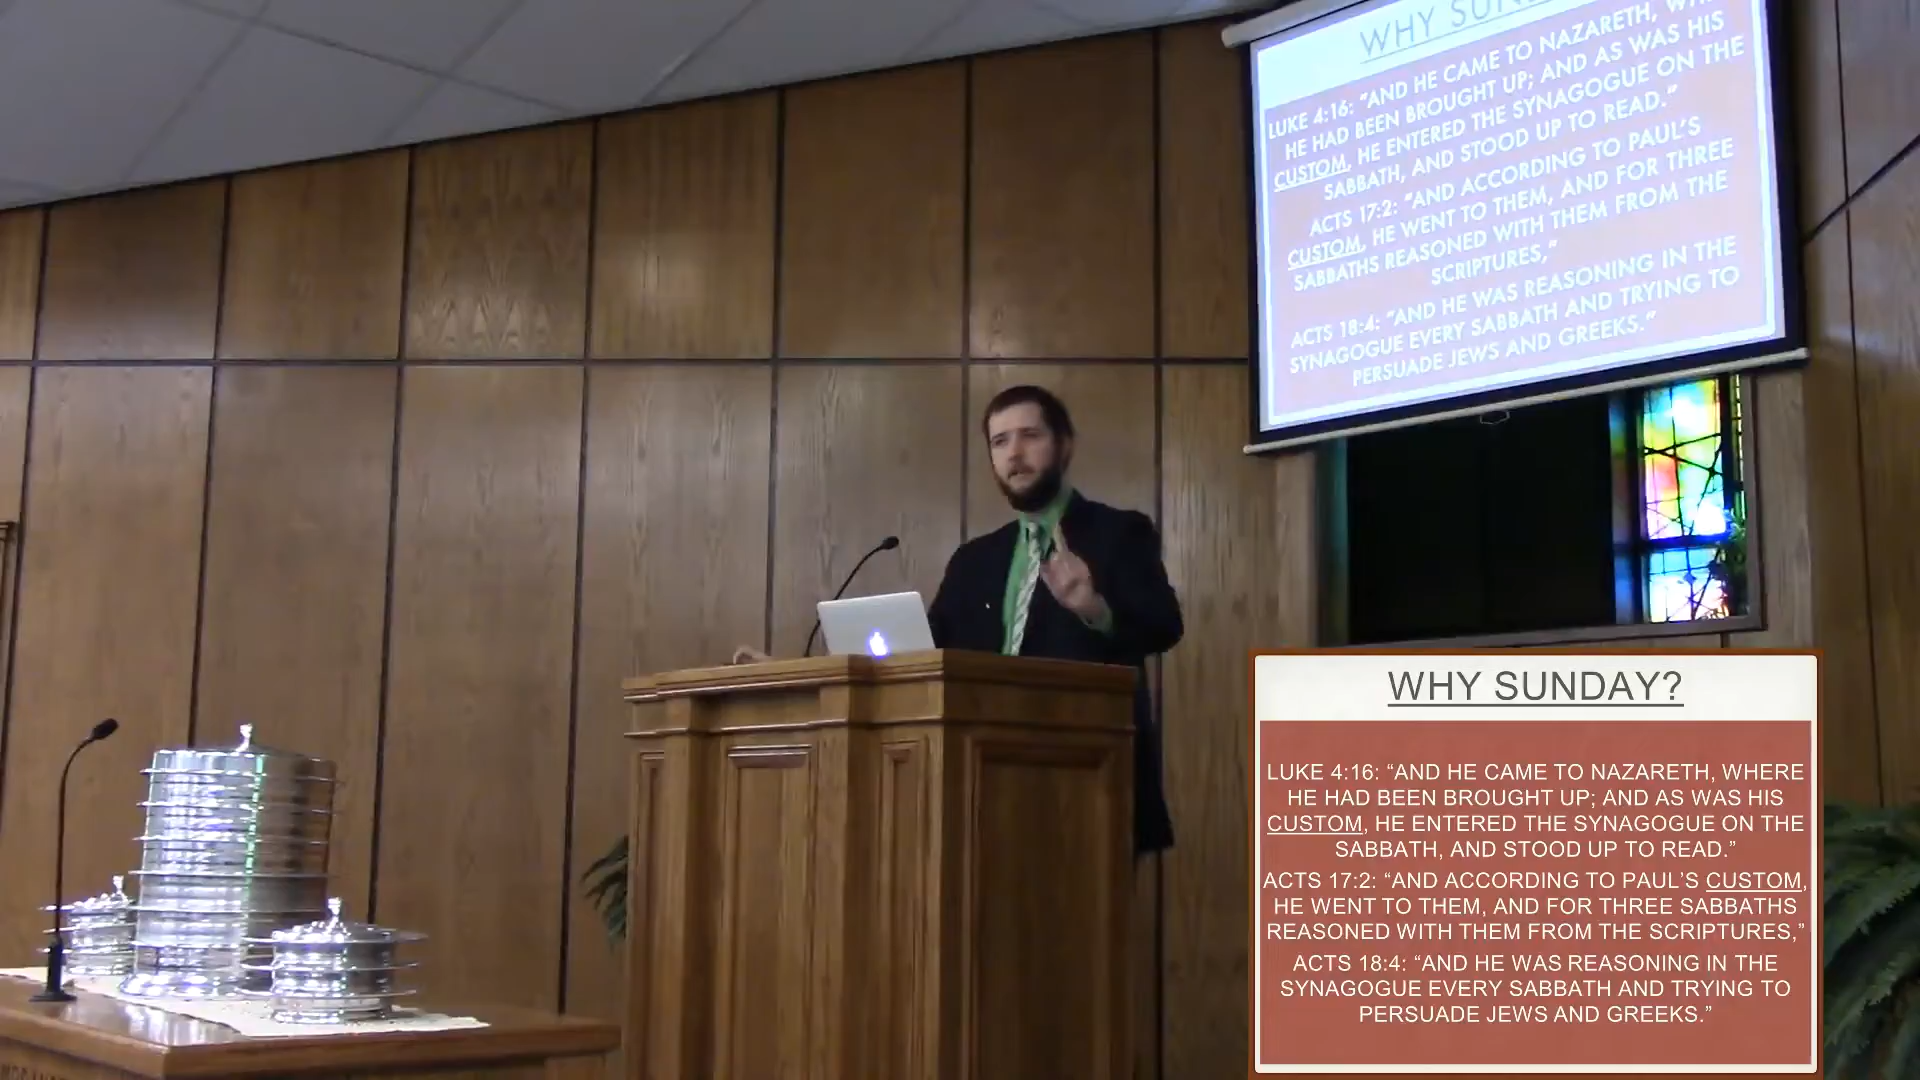 WHY SUN
LUKE 4:16: “AND HE CAME TO NAZARETH,
HE HAD BEEN BROUGHT UP; AND AS WAS HIS
CUSTOM, HE ENTERED THE SYNAGOGUE ON THE
SABBATH, AND STOOD UP TO READ.”
ACTS 17:2: “AND ACCORDING TO PAUL’S
CUSTOM, HE WENT TO THEM, AND FOR THREE
SABBATHS REASONED WITH THEM FROM THE
SCRIPTURES,”
ACTS 18:4: “AND HE WAS REASONING IN THE
SYNAGOGUE EVERY SABBATH AND TRYING TO
PERSUADE JEWS AND GREEKS.”
WHY SUNDAY?
LUKE 4:16: “AND HE CAME TO NAZARETH, WHERE
HE HAD BEEN BROUGHT UP; AND AS WAS HIS
CUSTOM, HE ENTERED THE SYNAGOGUE ON THE
SABBATH, AND STOOD UP TO READ.”
ACTS 17:2: “AND ACCORDING TO PAUL’S CUSTOM,
HE WENT TO THEM, AND FOR THREE SABBATHS
REASONED WITH THEM FROM THE SCRIPTURES,”
ACTS 18:4: “AND HE WAS REASONING IN THE
SYNAGOGUE EVERY SABBATH AND TRYING TO
PERSUADE JEWS AND GREEKS.”